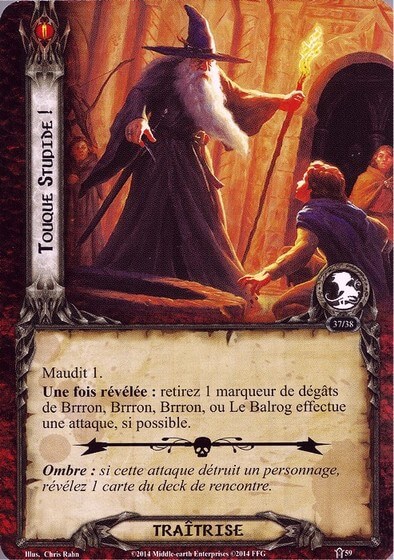 Touque Stupide !
37/38
Maudit 1.
Une fois révélée : retirez 1 marqueur de dégâts
de Brrron, Brrron, Brrron, ou Le Balrog effectue
une attaque, si possible.
Ombre : si cette attaque détruit un personnage,
révélez 1 carte du deck de rencontre.
TRAÎTRISE
Illus. Chris Rahn
©2014 Middle-earth Enterprises ©2014 FFG
59